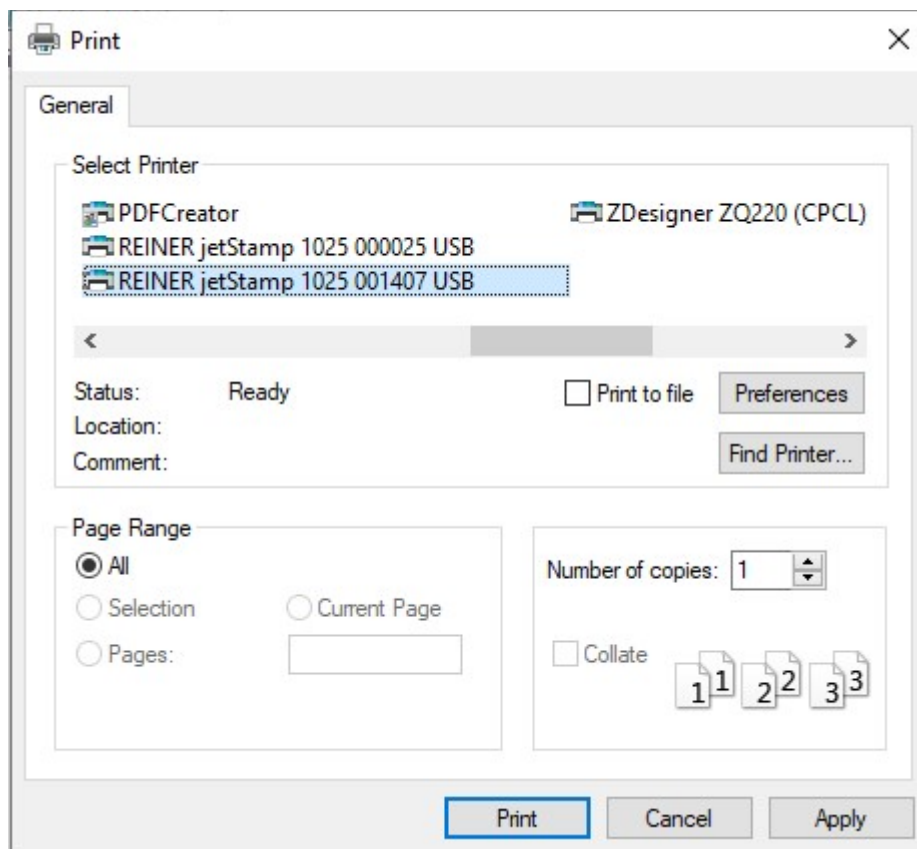 Print
General
Select Printer
PDFCreator
ZDesigner ZQ220 (CPCL)
REINER jetStamp 1025 000025 USB
REINER jetStamp 1025 001407 USB
Status: Ready
Print to file
Preferences
Location:
Comment:
Find Printer...
Page Range
All
Selection
Current Page
Pages:
Number of copies: 1
Collate
1 1 2 2 3 3
Print
Cancel
Apply